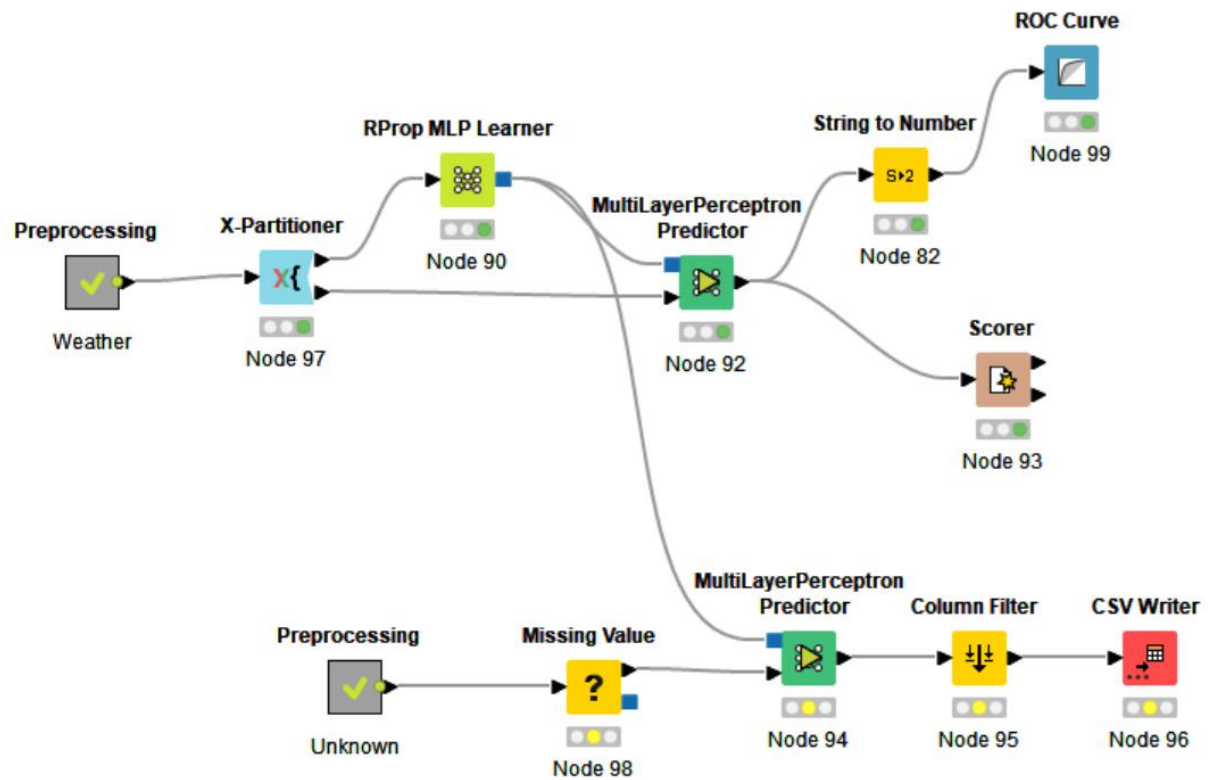 ROC Curve
Node 99
RProp MLP Learner
Node 90
String to Number
S▸2
Node 82
MultiLayerPerceptron
Predictor
Node 92
Preprocessing
Weather
X-Partitioner
X{
Node 97
Scorer
Node 93
MultiLayerPerceptron
Predictor
Node 94
Column Filter
Node 95
CSV Writer
Node 96
Preprocessing
Unknown
Missing Value
?
Node 98